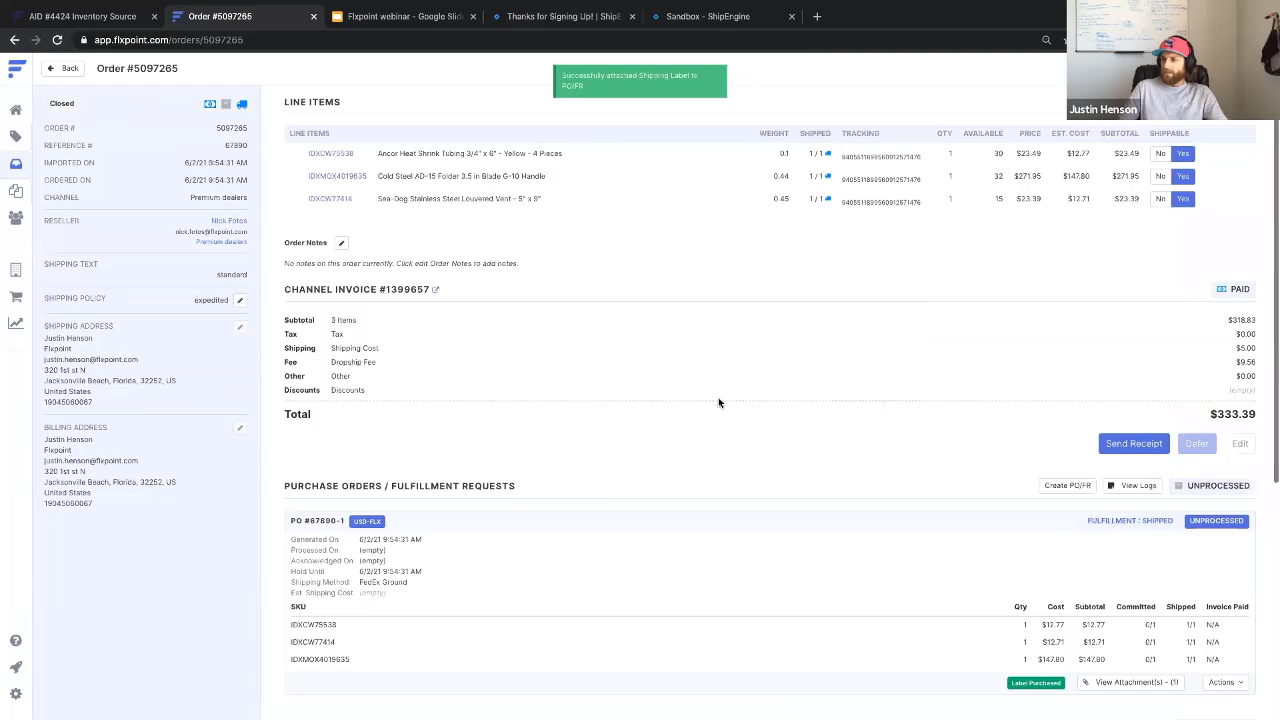 AID #4424 Inventory Source
Order #5097265
Flxpoint webinar - Google Slid
Thanks for Signing Up! | ShipE
Sandbox - ShipEngine
app.flxpoint.com/orders/5097265
Back
Order #5097265
Successfully attached Shipping Label to
PO/FR
Justin Henson
Closed
ORDER # 5097265
REFERENCE # 67890
IMPORTED ON 6/2/21 9:54:31 AM
ORDERED ON 6/2/21 9:54:31 AM
CHANNEL Premium dealers
RESELLER Nick Fotos
nick.fotos@flxpoint.com
Premium dealers
SHIPPING TEXT
standard
SHIPPING POLICY expedited
SHIPPING ADDRESS
Justin Henson
Flxpoint
justin.henson@flxpoint.com
320 1st st N
Jacksonville Beach, Florida, 32252, US
United States
19045060067
BILLING ADDRESS
Justin Henson
Flxpoint
justin.henson@flxpoint.com
320 1st st N
Jacksonville Beach, Florida, 32252, US
United States
19045060067
LINE ITEMS
LINE ITEMS WEIGHT SHIPPED TRACKING QTY AVAILABLE PRICE EST. COST SUBTOTAL SHIPPABLE
IDXCW75538 Ancor Heat Shrink Tubing 3/4" x 6" - Yellow - 4 Pieces 0.1 1 / 1 9405511899560912571476 1 30 $23.49 $12.77 $23.49 No Yes
IDXMOX4019635 Cold Steel AD-15 Folder 3.5 in Blade G-10 Handle 0.44 1 / 1 9405511899560912571476 1 32 $271.95 $147.80 $271.95 No Yes
IDXCW77414 Sea-Dog Stainless Steel Louvered Vent - 5" x 9" 0.45 1 / 1 9405511899560912571476 1 15 $23.39 $12.71 $23.39 No Yes
Order Notes
No notes on this order currently. Click edit Order Notes to add notes.
CHANNEL INVOICE #1399657 PAID
Subtotal 3 Items $318.83
Tax Tax $0.00
Shipping Shipping Cost $5.00
Fee Dropship Fee $9.56
Other Other $0.00
Discounts Discounts (empty)
Total $333.39
Send Receipt Defer Edit
PURCHASE ORDERS / FULFILLMENT REQUESTS Create PO/FR View Logs UNPROCESSED
PO #67890-1 USD-FLX FULFILLMENT : SHIPPED UNPROCESSED
Generated On 6/2/21 9:54:31 AM
Processed On (empty)
Acknowledged On (empty)
Hold Until 6/2/21 9:54:31 AM
Shipping Method FedEx Ground
Est. Shipping Cost (empty)
SKU Qty Cost Subtotal Committed Shipped Invoice Paid
IDXCW75538 1 $12.77 $12.77 0/1 1/1 N/A
IDXCW77414 1 $12.71 $12.71 0/1 1/1 N/A
IDXMOX4019635 1 $147.80 $147.80 0/1 1/1 N/A
Label Purchased View Attachment(s) - (1) Actions